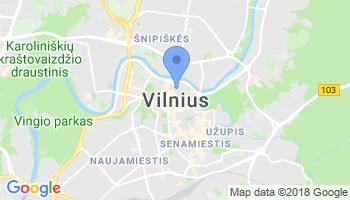 Karoliniškių
kraštovaizdžio
draustinis
ŠNIPIŠKĖS
103
Vilnius
Vingio parkas
UŽUPIS
SENAMIESTIS
NAUJAMIESTIS
Google
Map data ©2018 Google